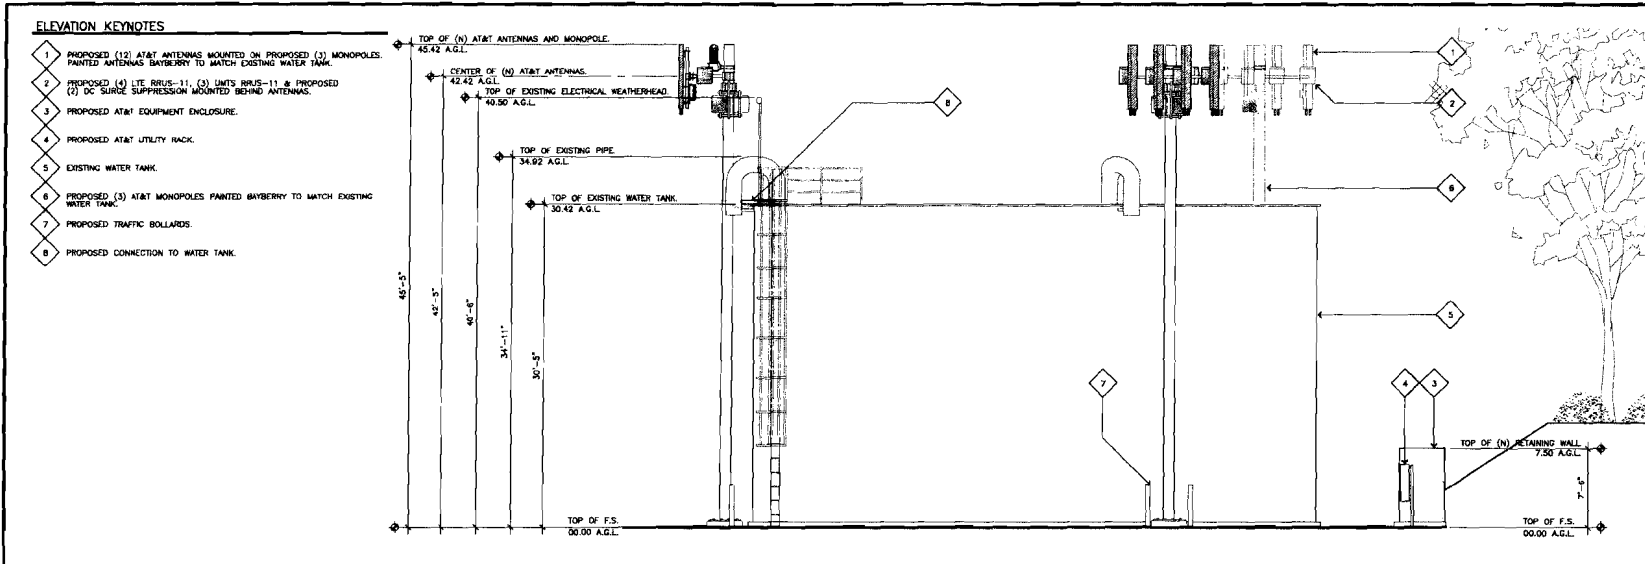 ELEVATION KEYNOTES
1 PROPOSED (12) AT&T ANTENNAS MOUNTED ON PROPOSED (3) MONOPOLES.
PAINTED ANTENNAS BAYBERRY TO MATCH EXISTING WATER TANK.
2 PROPOSED (4) LTE RRUS-11, (3) UMTS RRUS-11 & PROPOSED
(2) DC SURGE SUPPRESSION MOUNTED BEHIND ANTENNAS.
3 PROPOSED AT&T EQUIPMENT ENCLOSURE.
4 PROPOSED AT&T UTILITY RACK.
5 EXISTING WATER TANK.
6 PROPOSED (3) AT&T MONOPOLES PAINTED BAYBERRY TO MATCH EXISTING
WATER TANK.
7 PROPOSED TRAFFIC BOLLARDS.
8 PROPOSED CONNECTION TO WATER TANK.
TOP OF (N) AT&T ANTENNAS AND MONOPOLE.
45.42 A.G.L.
CENTER OF (N) AT&T ANTENNAS.
42.42 A.G.L.
TOP OF EXISTING ELECTRICAL WEATHERHEAD.
40.50 A.G.L.
TOP OF EXISTING PIPE
34.92 A.G.L.
TOP OF EXISTING WATER TANK.
30.42 A.G.L.
45'-5"
42'-5"
40'-6"
34'-11"
30'-5"
TOP OF F.S.
00.00 A.G.L.
8
1
2
6
5
7
4
3
TOP OF (N) RETAINING WALL
7.50 A.G.L.
7'-6"
TOP OF F.S.
00.00 A.G.L.